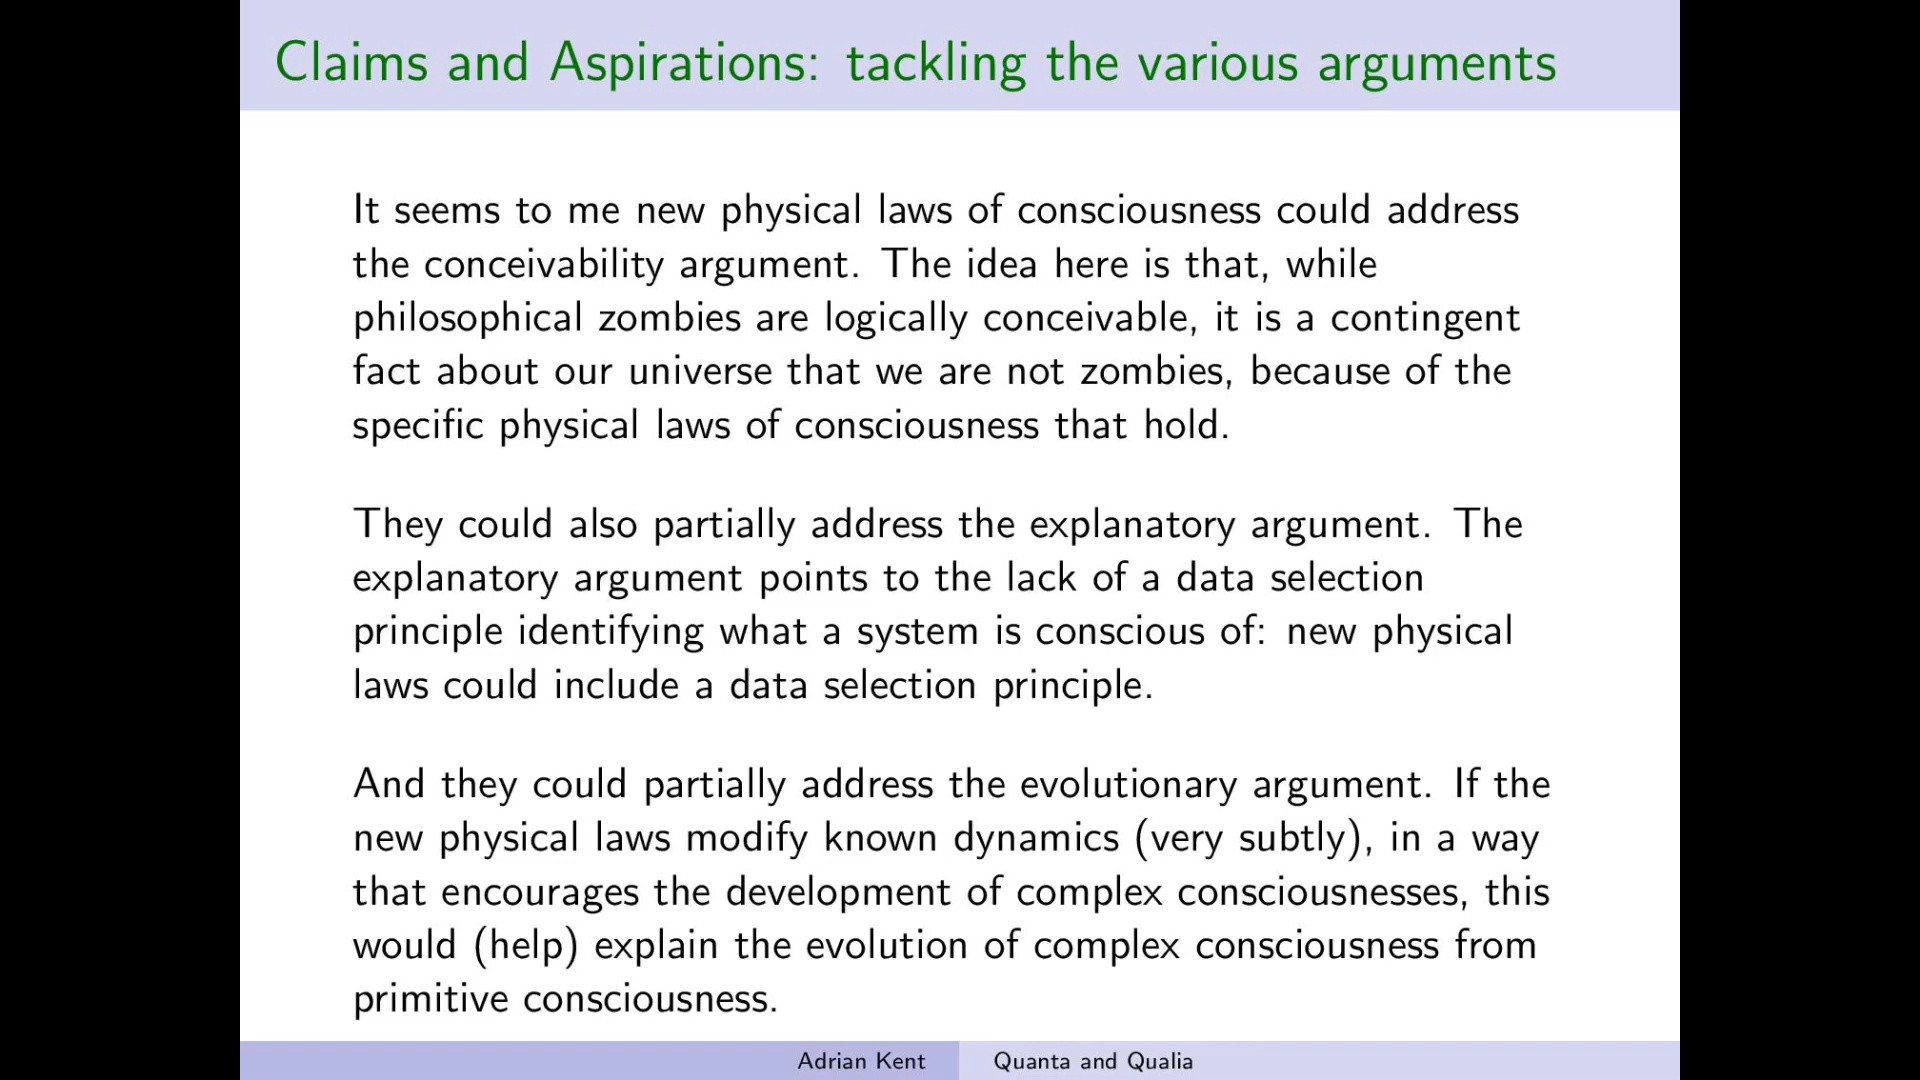 Claims and Aspirations: tackling the various arguments
It seems to me new physical laws of consciousness could address
the conceivability argument. The idea here is that, while
philosophical zombies are logically conceivable, it is a contingent
fact about our universe that we are not zombies, because of the
specific physical laws of consciousness that hold.
They could also partially address the explanatory argument. The
explanatory argument points to the lack of a data selection
principle identifying what a system is conscious of: new physical
laws could include a data selection principle.
And they could partially address the evolutionary argument. If the
new physical laws modify known dynamics (very subtly), in a way
that encourages the development of complex consciousnesses, this
would (help) explain the evolution of complex consciousness from
primitive consciousness.
Adrian Kent Quanta and Qualia